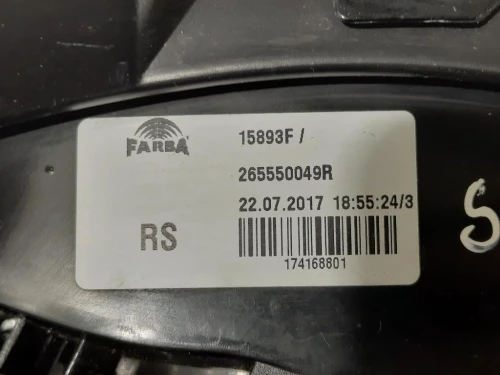 FARBA
15893F /
265550049R
22.07.2017 18:55:24/3
RS
174168801
S